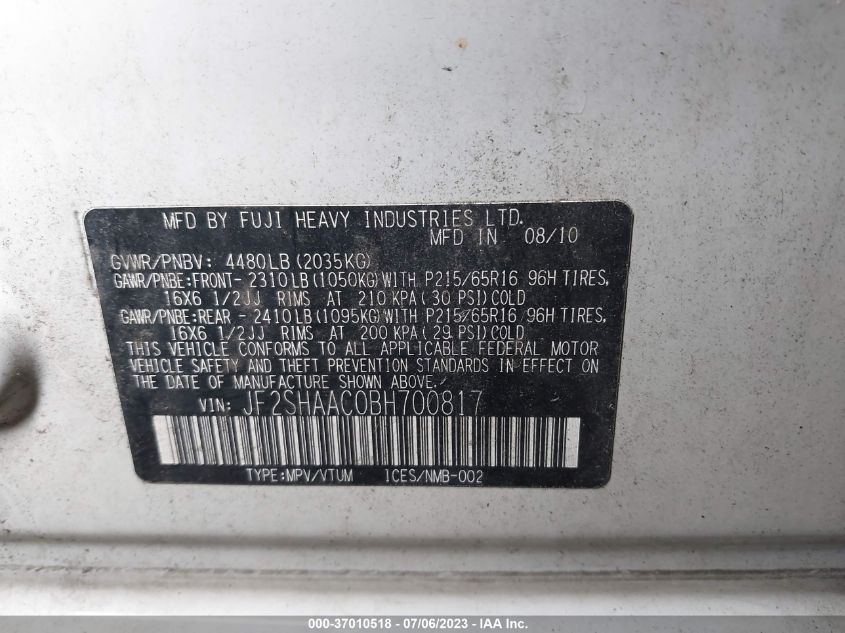 MFD BY FUJI HEAVY INDUSTRIES LTD.
MFD IN 08/10
GVWR/PNBV: 4480LB(2035KG)
GAWR/PNBE:FRONT- 2310LB(1050KG)WITH P215/65R16 96H TIRES,
16X6 1/2JJ RIMS AT 210 KPA(30 PSI)COLD
GAWR/PNBE:REAR - 2410LB(1095KG)WITH P215/65R16 96H TIRES,
16X6 1/2JJ RIMS AT 200 KPA(29 PSI)COLD
THIS VEHICLE CONFORMS TO ALL APPLICABLE FEDERAL MOTOR
VEHICLE SAFETY AND THEFT PREVENTION STANDARDS IN EFFECT ON
THE DATE OF MANUFACTURE SHOWN ABOVE.
VIN: JF2SHAAC0BH700817
TYPE:MPV/VTUM ICES/NMB-002
000-37010518 - 07/06/2023 - IAA Inc.